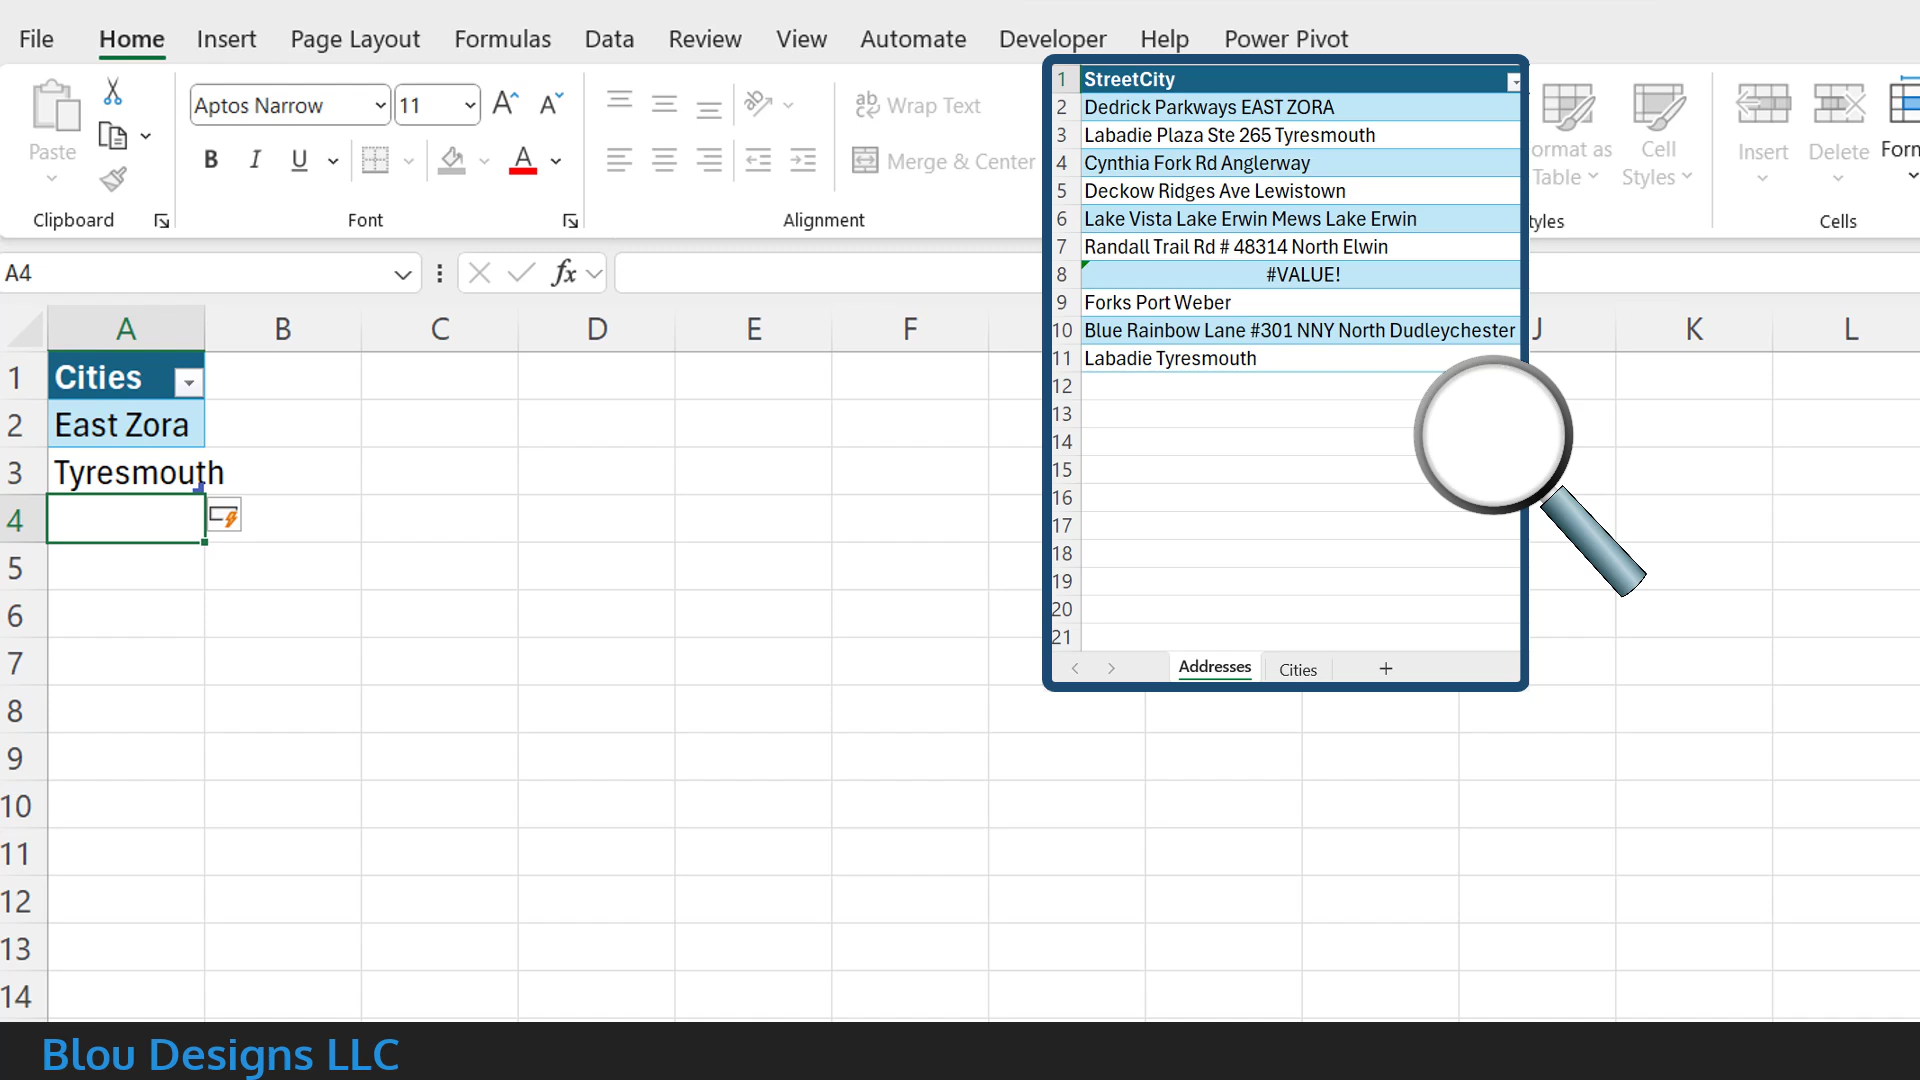 File Home Insert Page Layout Formulas Data Review View Automate Developer Help Power Pivot
Paste
Clipboard
Aptos Narrow 11 A A
B I U A
Font
ab Wrap Text
Merge & Center
Alignment
Table
Cell
Styles
Insert
Delete
Cells
A4
fx
A B C D E F J K L
1 Cities
2 East Zora
3 Tyresmouth
4
5
6
7
8
9
10
11
12
13
14
1 StreetCity
2 Dedrick Parkways EAST ZORA
3 Labadie Plaza Ste 265 Tyresmouth
4 Cynthia Fork Rd Anglerway
5 Deckow Ridges Ave Lewistown
6 Lake Vista Lake Erwin Mews Lake Erwin
7 Randall Trail Rd # 48314 North Elwin
8 #VALUE!
9 Forks Port Weber
10 Blue Rainbow Lane #301 NNY North Dudleychester
11 Labadie Tyresmouth
12
13
14
15
16
17
18
19
20
21
Addresses Cities +
Blou Designs LLC